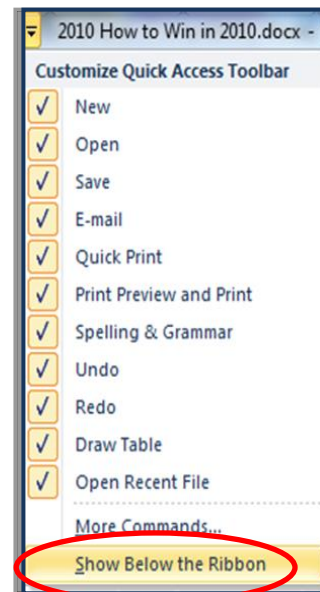 2010 How to Win in 2010.docx -
Customize Quick Access Toolbar
New
Open
Save
E-mail
Quick Print
Print Preview and Print
Spelling & Grammar
Undo
Redo
Draw Table
Open Recent File
More Commands...
Show Below the Ribbon